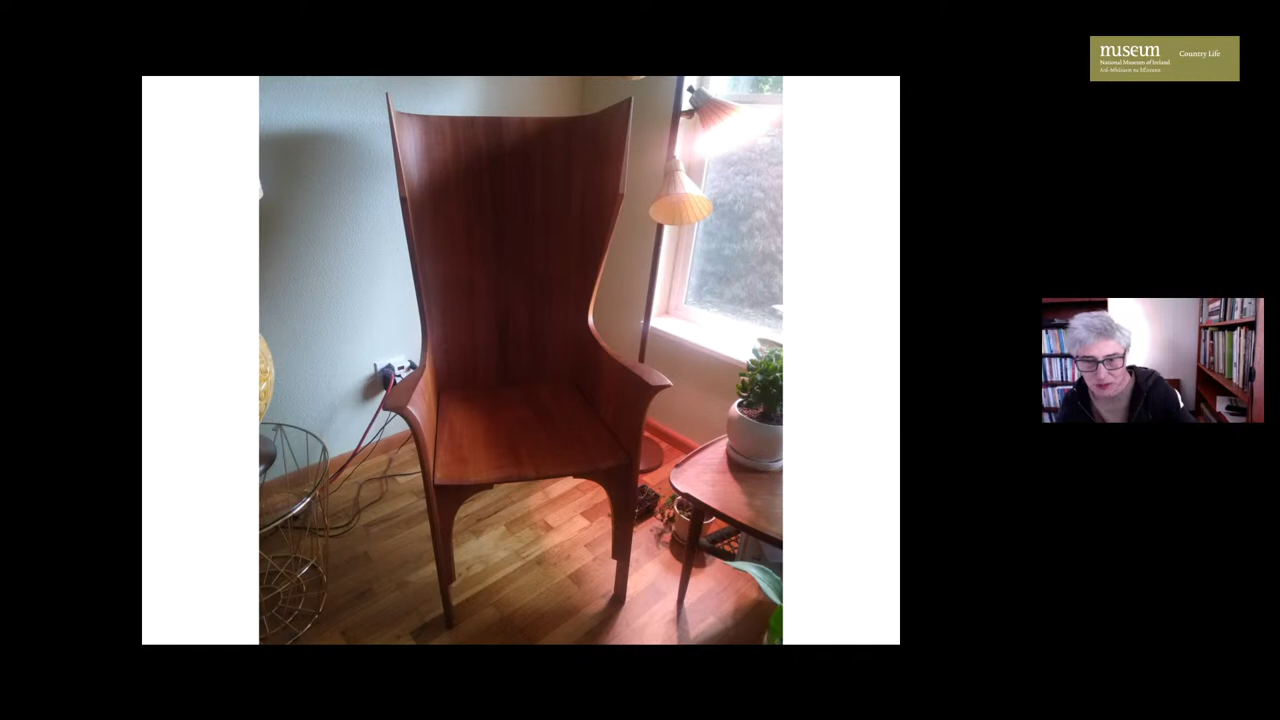 museum
Country Life
National Museum of Ireland
Ard-Mhúsaem na hÉireann